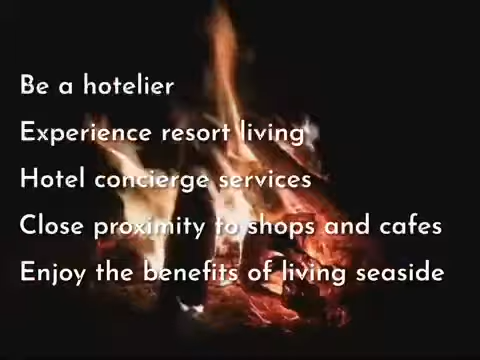 Be a hotelier
Experience resort living
Hotel concierge services
Close proximity to shops and cafes
Enjoy the benefits of living seaside